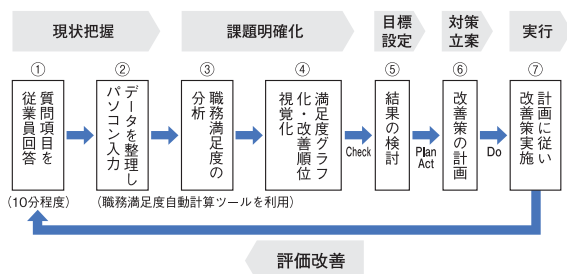 現状把握
課題明確化
目標
設定
対策
立案
実行
①
質問項目を
従業員回答
②
データを整理し
パソコン入力
③
職務満足度の
分析
④
満足度グラフ
化・改善順位
視覚化
Check
⑤
結果の検討
Plan
Act
⑥
改善策の計画
Do
⑦
計画に従い
改善策実施
(10分程度)
(職務満足度自動計算ツールを利用)
評価改善